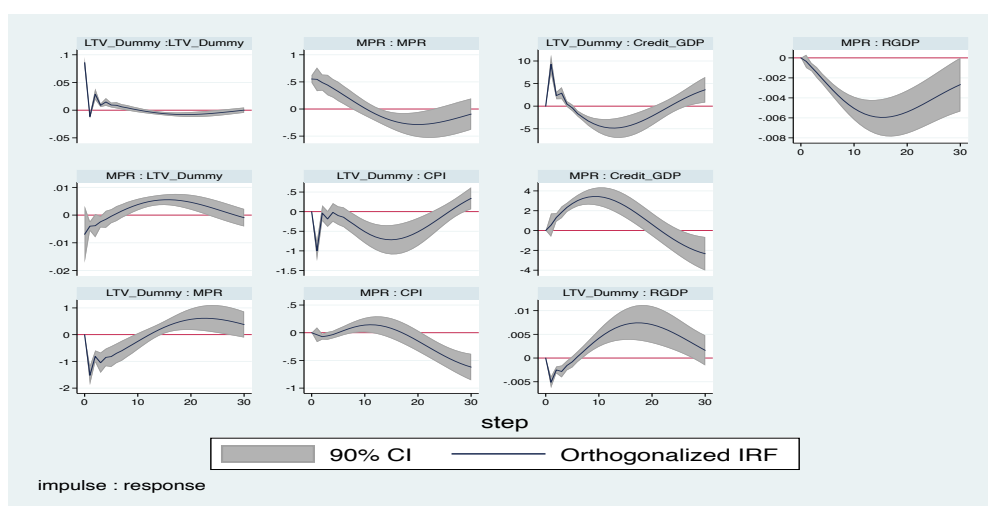 LTV_Dummy :LTV_Dummy
.1
.05
0
-.05
MPR : MPR
1
.5
0
-.5
LTV_Dummy : Credit_GDP
10
5
0
-5
MPR : RGDP
0
-.002
-.004
-.006
-.008
0 10 20 30
MPR : LTV_Dummy
.01
0
-.01
-.02
LTV_Dummy : CPI
.5
0
-.5
-1
-1.5
MPR : Credit_GDP
4
2
0
-2
-4
LTV_Dummy : MPR
1
0
-1
-2
0 10 20 30
MPR : CPI
.5
0
-.5
-1
0 10 20 30
LTV_Dummy : RGDP
.01
.005
0
-.005
0 10 20 30
step
90% CI Orthogonalized IRF
impulse : response